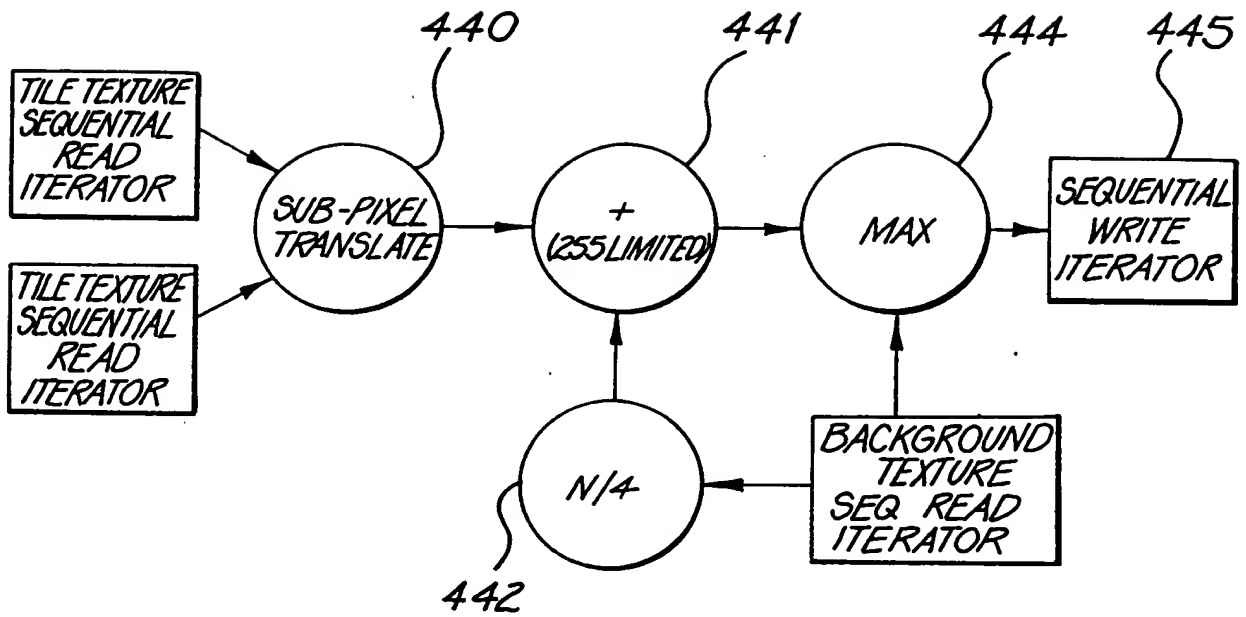 440
441
444
445
TILE TEXTURE
SEQUENTIAL
READ
ITERATOR
SUB-PIXEL
TRANSLATE
+
(255 LIMITED)
MAX
SEQUENTIAL
WRITE
ITERATOR
TILE TEXTURE
SEQUENTIAL
READ
ITERATOR
N/4
BACKGROUND
TEXTURE
SEQ READ
ITERATOR
442